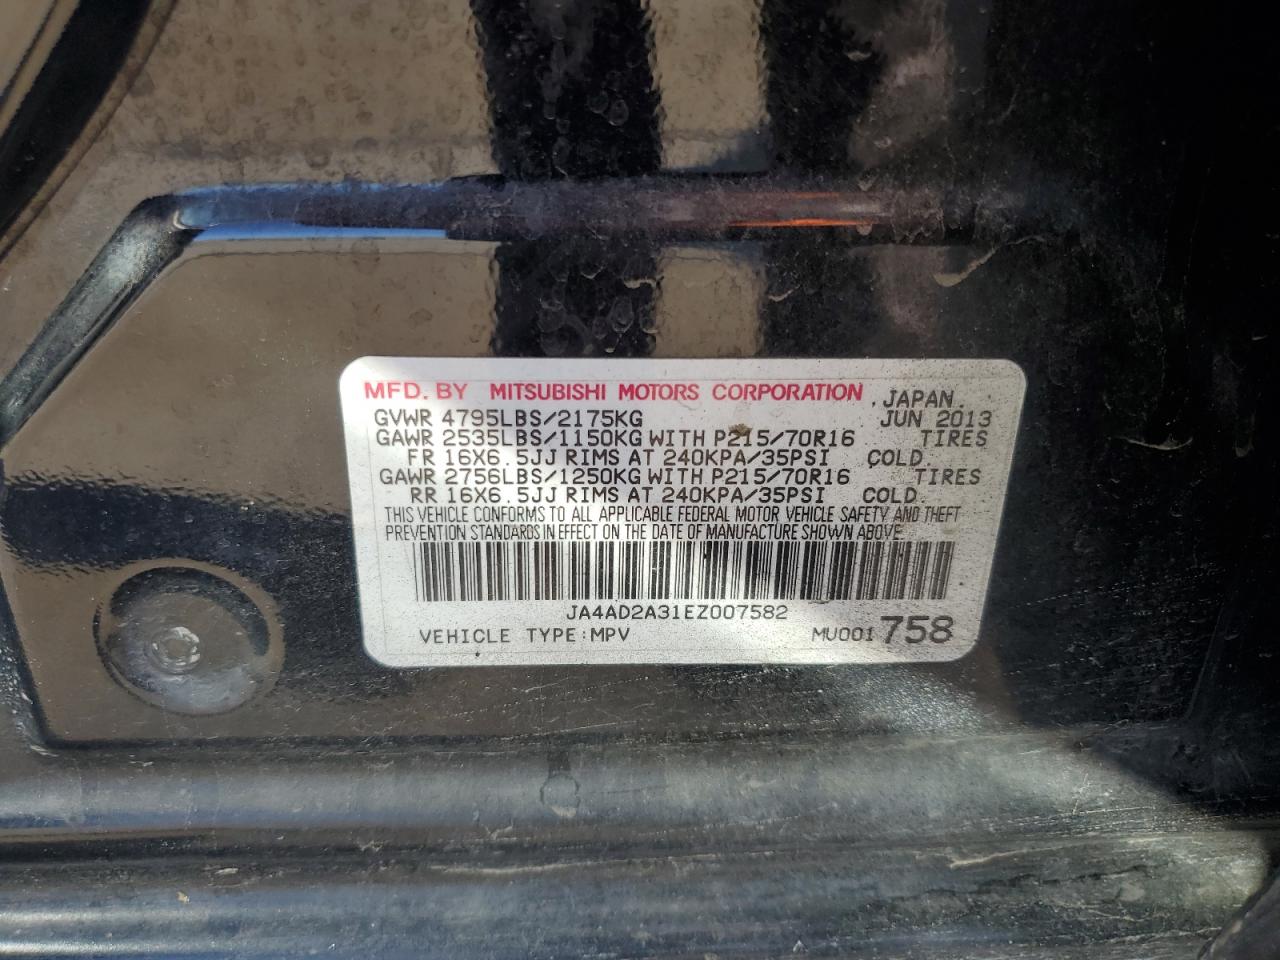 MFD. BY MITSUBISHI MOTORS CORPORATION , JAPAN.
GVWR 4795LBS/2175KG JUN 2013
GAWR 2535LBS/1150KG WITH P215/70R16 TIRES
FR 16X6.5JJ RIMS AT 240KPA/35PSI COLD.
GAWR 2756LBS/1250KG WITH P215/70R16 TIRES
RR 16X6.5JJ RIMS AT 240KPA/35PSI COLD.
THIS VEHICLE CONFORMS TO ALL APPLICABLE FEDERAL MOTOR VEHICLE SAFETY AND THEFT
PREVENTION STANDARDS IN EFFECT ON THE DATE OF MANUFACTURE SHOWN ABOVE.
JA4AD2A31EZ007582
VEHICLE TYPE:MPV MU001 758